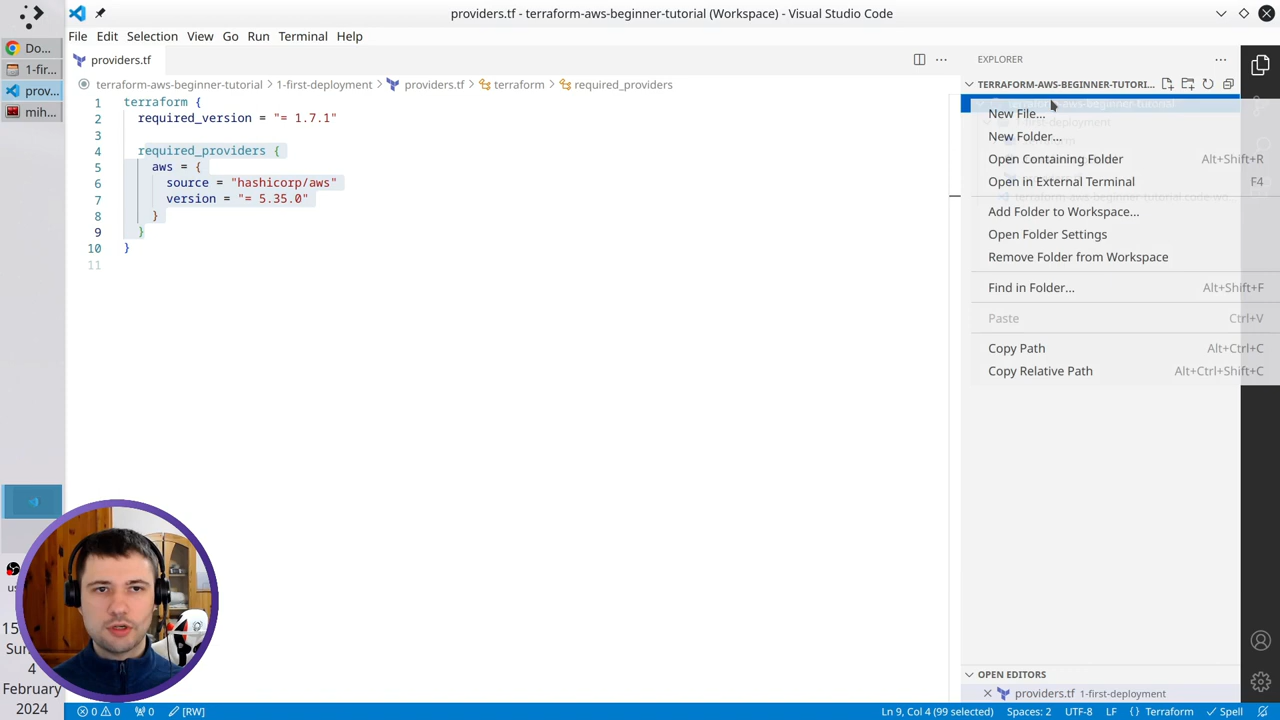 providers.tf - terraform-aws-beginner-tutorial (Workspace) - Visual Studio Code
File Edit Selection View Go Run Terminal Help
Do...
1-fir...
prov...
mih...
providers.tf
EXPLORER
terraform-aws-beginner-tutorial > 1-first-deployment > providers.tf > terraform > required_providers
TERRAFORM-AWS-BEGINNER-TUTORI...
1 terraform {
2 required_version = "= 1.7.1"
3
4 required_providers {
5 aws = {
6 source = "hashicorp/aws"
7 version = "= 5.35.0"
8 }
9 }
10 }
11
New File...
New Folder...
Open Containing Folder Alt+Shift+R
Open in External Terminal F4
Add Folder to Workspace...
Open Folder Settings
Remove Folder from Workspace
Find in Folder... Alt+Shift+F
Paste Ctrl+V
Copy Path Alt+Ctrl+C
Copy Relative Path Alt+Ctrl+Shift+C
OPEN EDITORS
providers.tf 1-first-deployment
4
February
2024
0 0 0 [RW]
Ln 9, Col 4 (99 selected) Spaces: 2 UTF-8 LF {} Terraform Spell